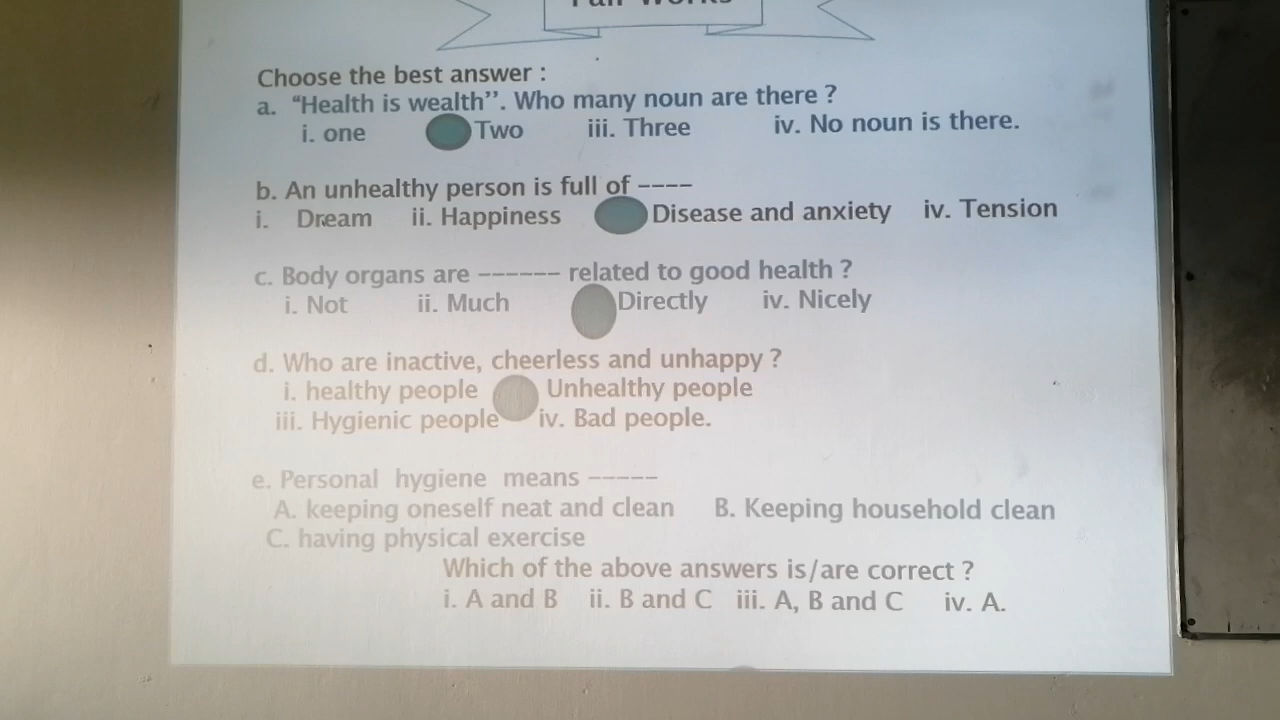 Choose the best answer :
a. “Health is wealth’’. Who many noun are there ?
i. one Two iii. Three iv. No noun is there.
b. An unhealthy person is full of ----
i. Dream ii. Happiness Disease and anxiety iv. Tension
c. Body organs are ------ related to good health ?
i. Not ii. Much Directly iv. Nicely
d. Who are inactive, cheerless and unhappy ?
i. healthy people Unhealthy people
iii. Hygienic people iv. Bad people.
e. Personal hygiene means -----
A. keeping oneself neat and clean B. Keeping household clean
C. having physical exercise
Which of the above answers is/are correct ?
i. A and B ii. B and C iii. A, B and C iv. A.